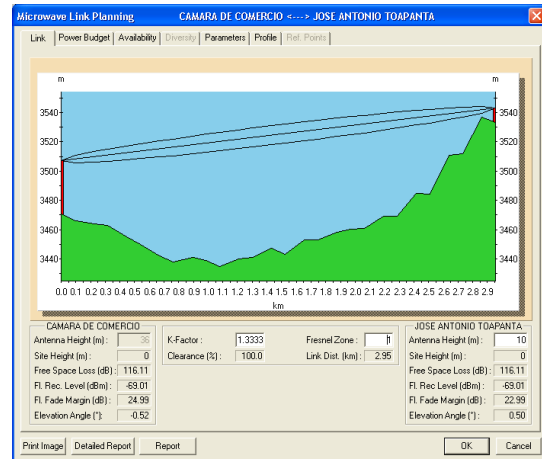 Microwave Link Planning CAMARA DE COMERCIO <---> JOSE ANTONIO TOAPANTA
Link Power Budget Availability Diversity Parameters Profile Ref. Points
m m
3540 3540
3520 3520
3500 3500
3480 3480
3460 3460
3440 3440
0.0 0.1 0.2 0.3 0.4 0.5 0.6 0.7 0.8 0.9 1.0 1.1 1.2 1.3 1.4 1.5 1.6 1.7 1.8 1.9 2.0 2.1 2.2 2.3 2.4 2.5 2.6 2.7 2.8 2.9
km
CAMARA DE COMERCIO JOSE ANTONIO TOAPANTA
Antenna Height (m) : 36 K-Factor : 1.3333 Fresnel Zone : 1 Antenna Height (m) : 10
Site Height (m) : 0 Clearance (%) : 100.0 Link Dist. (km) : 2.95 Site Height (m) : 0
Free Space Loss (dB) : 116.11 Free Space Loss (dB) : 116.11
Fl. Rec. Level (dBm) : -69.01 Fl. Rec. Level (dBm) : -69.01
Fl. Fade Margin (dB) : 24.99 Fl. Fade Margin (dB) : 22.99
Elevation Angle (°): -0.52 Elevation Angle (°) : 0.50
Print Image Detailed Report Report OK Cancel